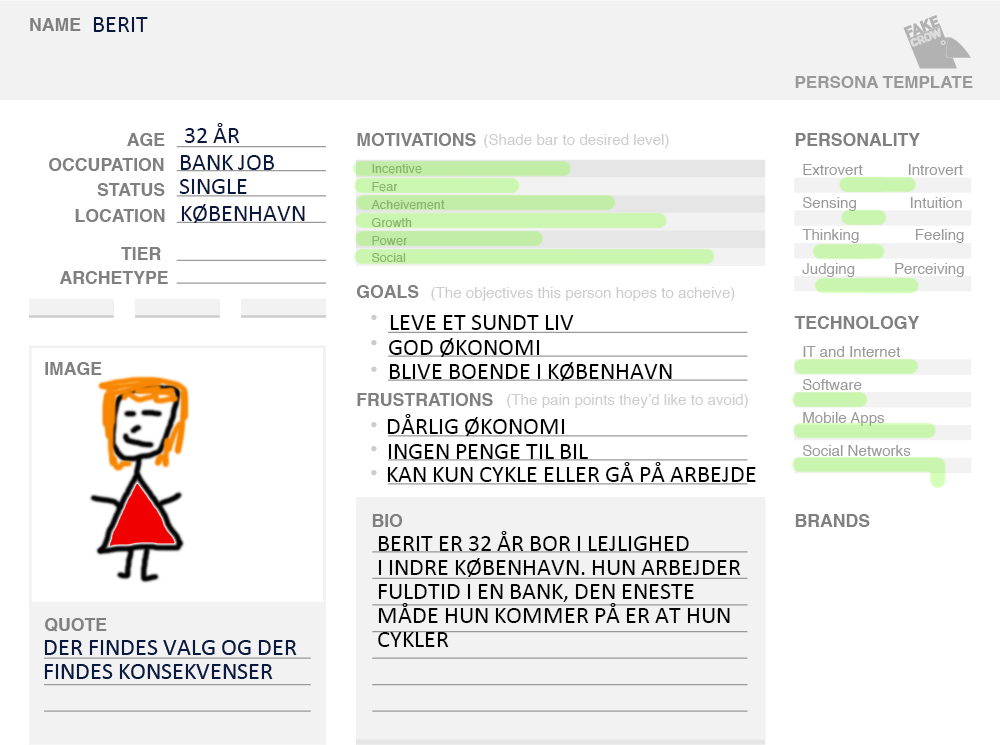 NAME BERIT
FAKE
CROW
PERSONA TEMPLATE
AGE 32 ÅR
OCCUPATION BANK JOB
STATUS SINGLE
LOCATION KØBENHAVN
TIER
ARCHETYPE
IMAGE
QUOTE
DER FINDES VALG OG DER
FINDES KONSEKVENSER
MOTIVATIONS (Shade bar to desired level)
Incentive
Fear
Acheivement
Growth
Power
Social
GOALS (The objectives this person hopes to acheive)
• LEVE ET SUNDT LIV
• GOD ØKONOMI
• BLIVE BOENDE I KØBENHAVN
FRUSTRATIONS (The pain points they'd like to avoid)
• DÅRLIG ØKONOMI
• INGEN PENGE TIL BIL
• KAN KUN CYKLE ELLER GÅ PÅ ARBEJDE
BIO
BERIT ER 32 ÅR BOR I LEJLIGHED
I INDRE KØBENHAVN. HUN ARBEJDER
FULDTID I EN BANK, DEN ENESTE
MÅDE HUN KOMMER PÅ ER AT HUN
CYKLER
PERSONALITY
Extrovert Introvert
Sensing Intuition
Thinking Feeling
Judging Perceiving
TECHNOLOGY
IT and Internet
Software
Mobile Apps
Social Networks
BRANDS